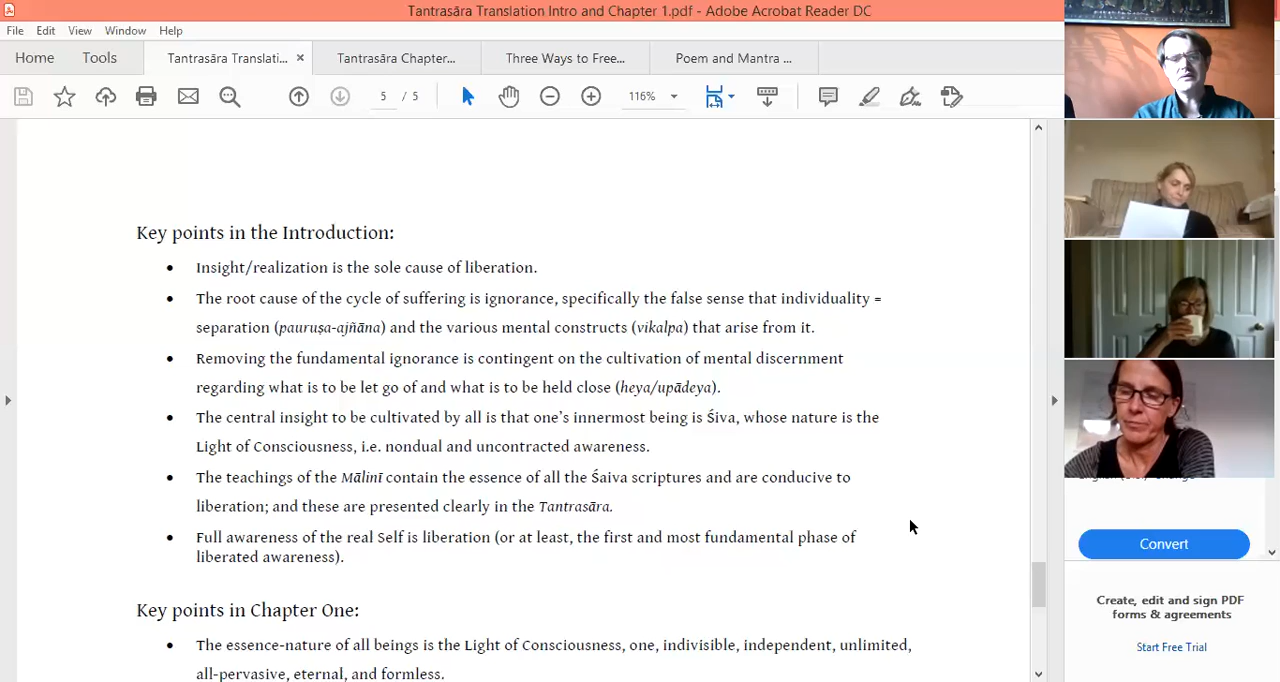 Tantrasāra Translation Intro and Chapter 1.pdf - Adobe Acrobat Reader DC
File Edit View Window Help
Home Tools Tantrasāra Translati... × Tantrasāra Chapter... Three Ways to Free... Poem and Mantra ...
5 / 5 116%
Key points in the Introduction:
• Insight/realization is the sole cause of liberation.
• The root cause of the cycle of suffering is ignorance, specifically the false sense that individuality =
separation (pauruṣa-ajñāna) and the various mental constructs (vikalpa) that arise from it.
• Removing the fundamental ignorance is contingent on the cultivation of mental discernment
regarding what is to be let go of and what is to be held close (heya/upādeya).
• The central insight to be cultivated by all is that one's innermost being is Śiva, whose nature is the
Light of Consciousness, i.e. nondual and uncontracted awareness.
• The teachings of the Mālinī contain the essence of all the Śaiva scriptures and are conducive to
liberation; and these are presented clearly in the Tantrasāra.
• Full awareness of the real Self is liberation (or at least, the first and most fundamental phase of
liberated awareness).
Key points in Chapter One:
• The essence-nature of all beings is the Light of Consciousness, one, indivisible, independent, unlimited,
all-pervasive, eternal, and formless.
Convert
Create, edit and sign PDF
forms & agreements
Start Free Trial